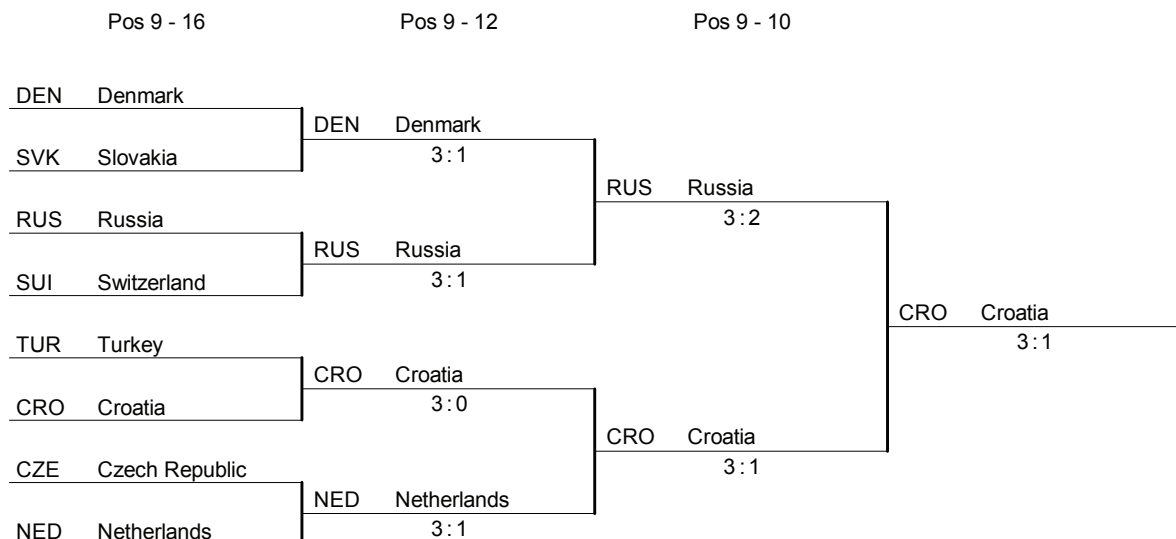 Pos 9 - 16 Pos 9 - 12 Pos 9 - 10
DEN Denmark
DEN Denmark
3 : 1
SVK Slovakia
RUS Russia
3 : 2
RUS Russia
RUS Russia
3 : 1
SUI Switzerland
CRO Croatia
3 : 1
TUR Turkey
CRO Croatia
3 : 0
CRO Croatia
CRO Croatia
3 : 1
CZE Czech Republic
NED Netherlands
3 : 1
NED Netherlands